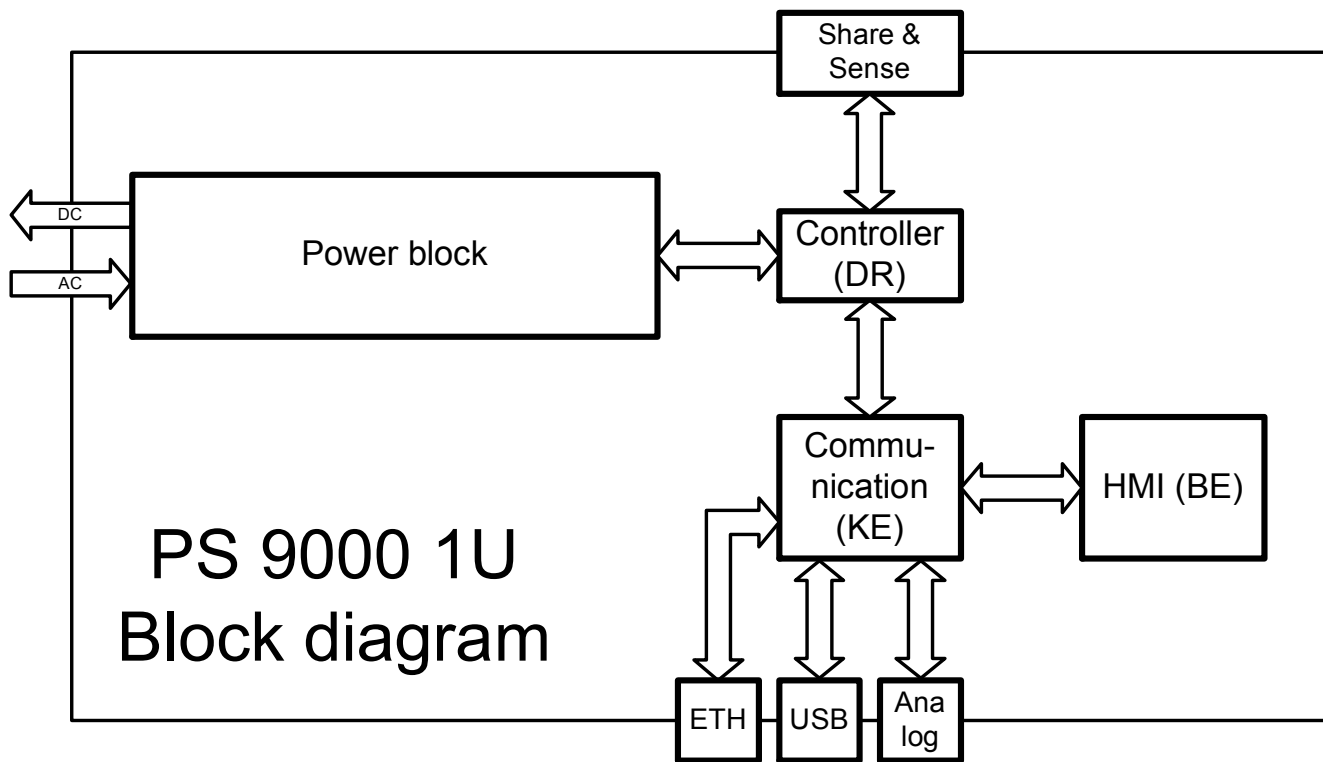 Share &
Sense
DC
AC
Power block
Controller
(DR)
Commu-
nication
(KE)
HMI (BE)
PS 9000 1U
Block diagram
ETH
USB
Ana
log